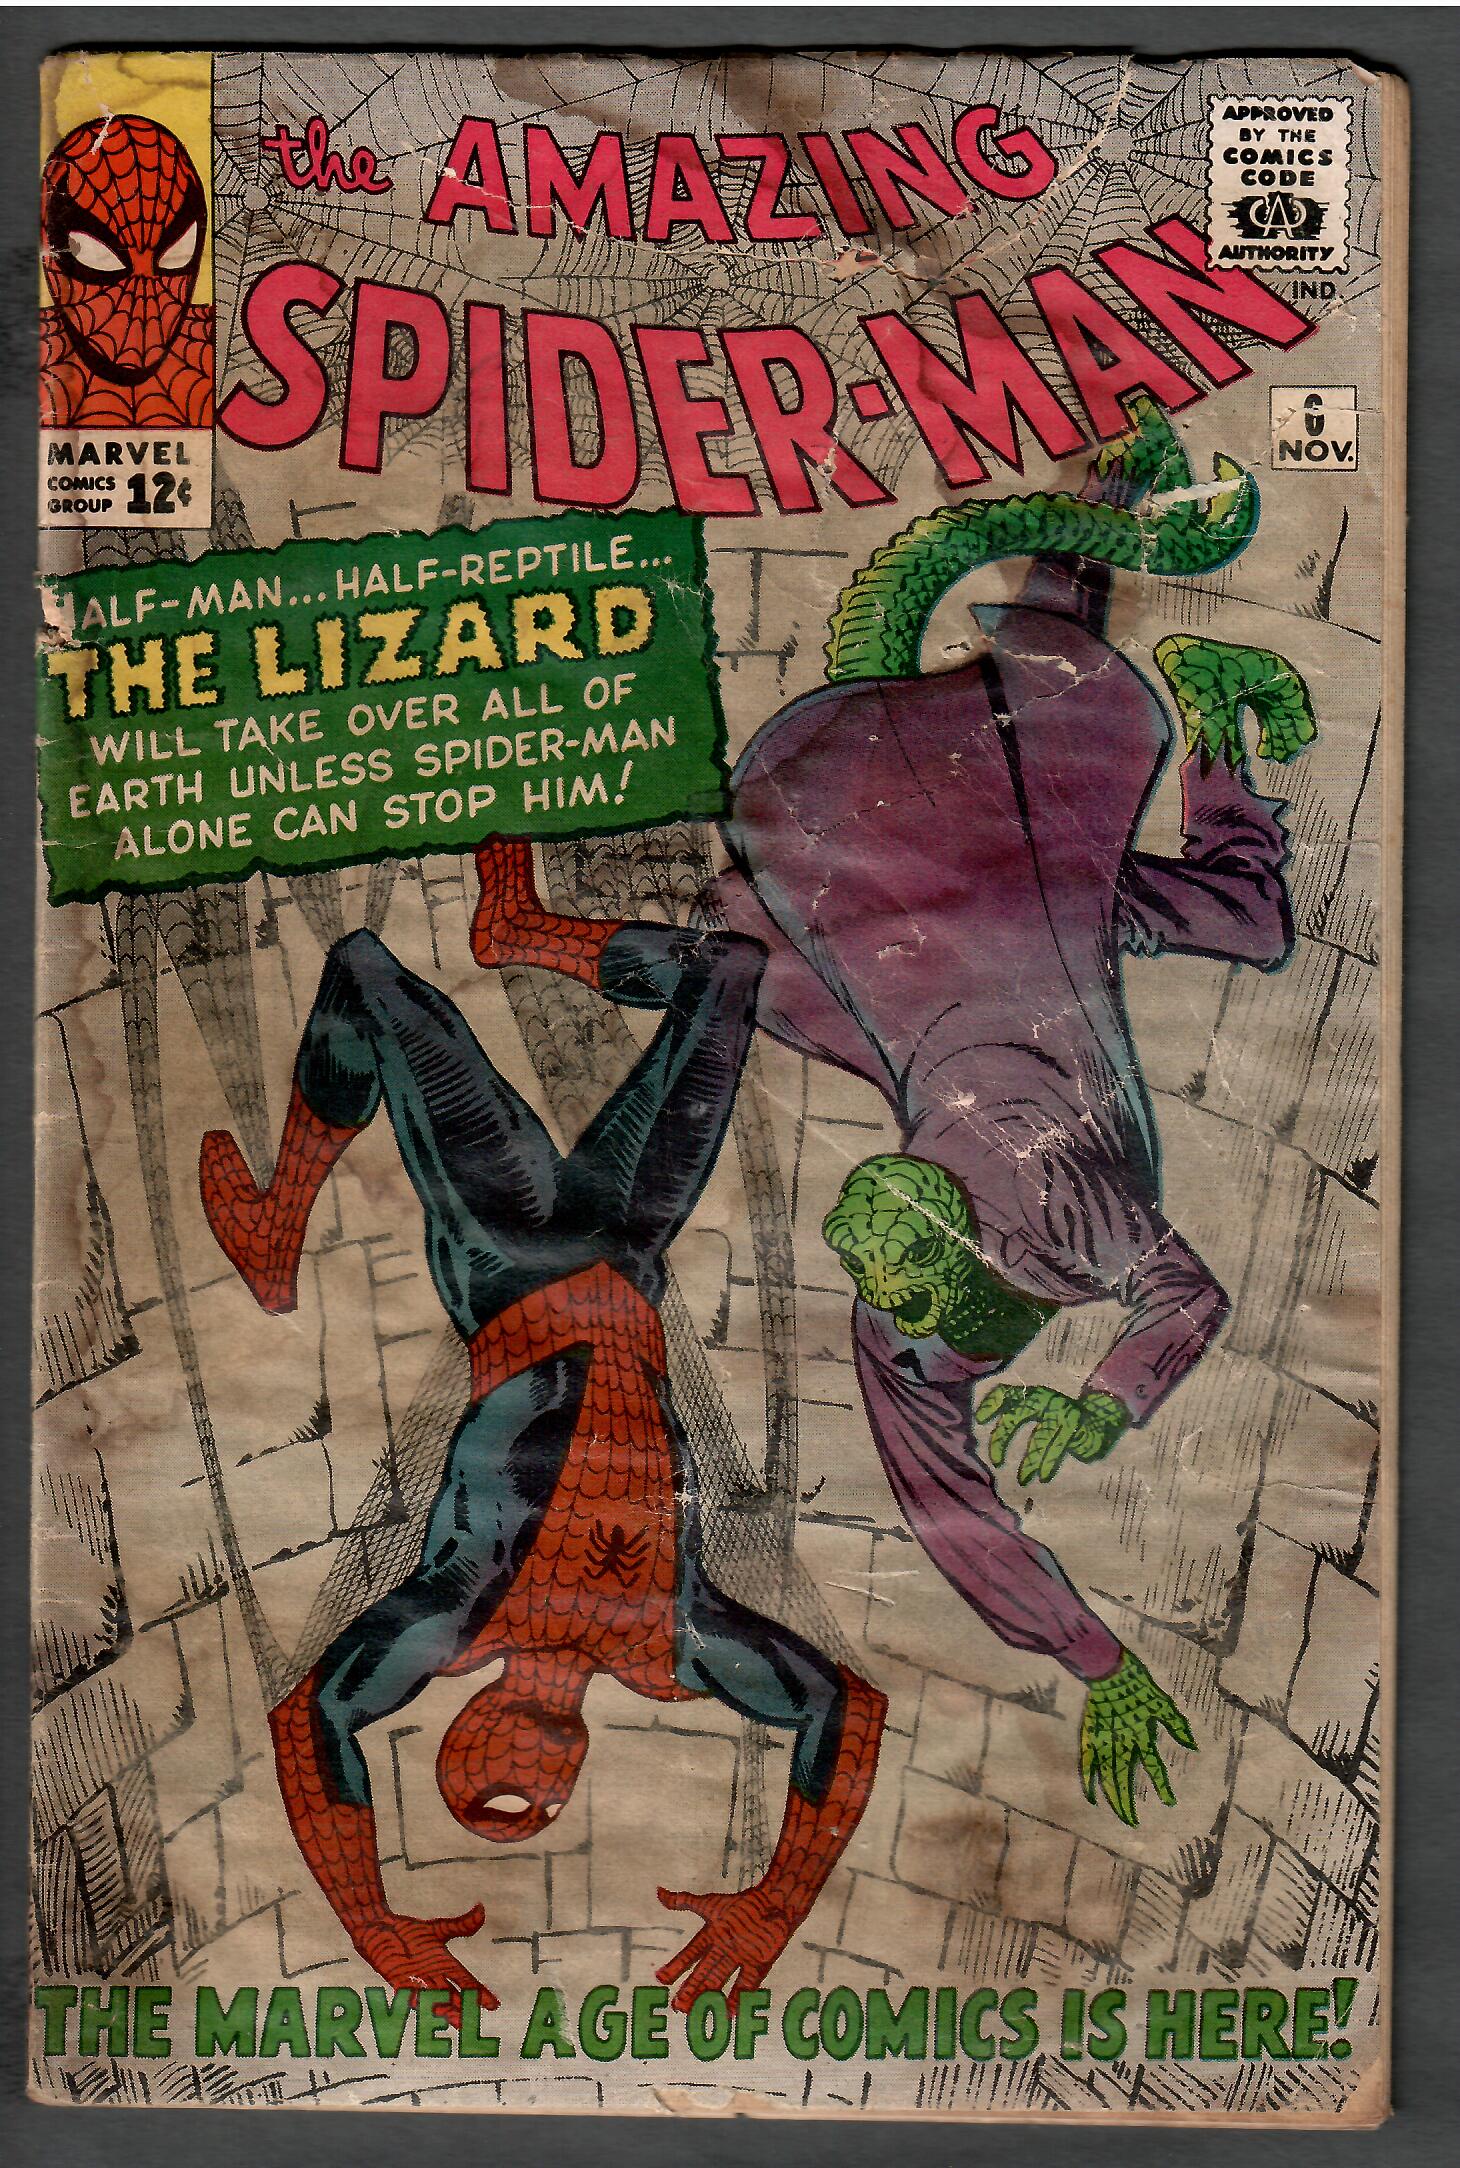 the AMAZING
SPIDER-MAN
APPROVED
BY THE
COMICS
CODE
AUTHORITY
IND.
6
NOV.
MARVEL
COMICS
GROUP 12¢
HALF-MAN...HALF-REPTILE...
THE LIZARD
WILL TAKE OVER ALL OF
EARTH UNLESS SPIDER-MAN
ALONE CAN STOP HIM!
THE MARVEL AGE OF COMICS IS HERE!